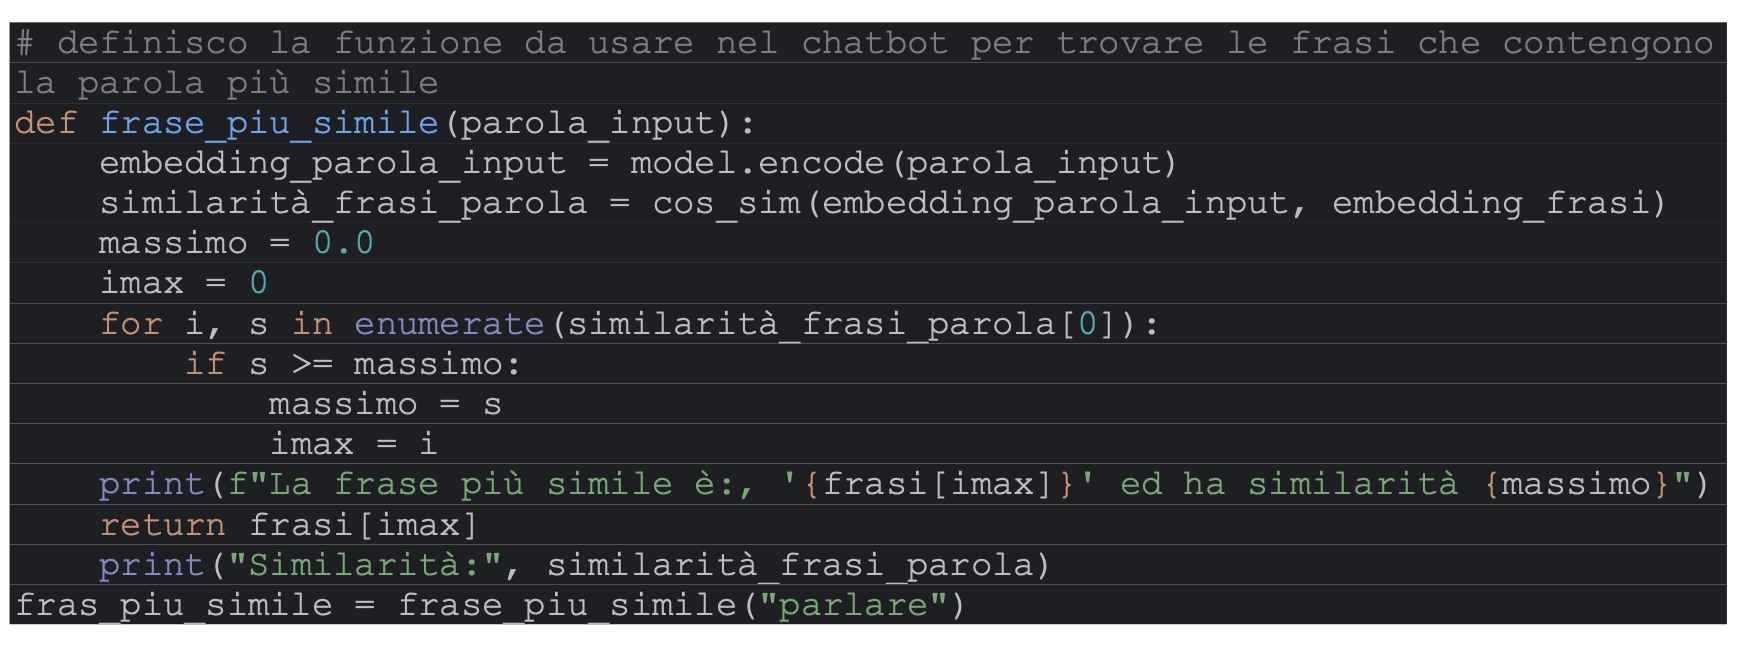 # definisco la funzione da usare nel chatbot per trovare le frasi che contengono
la parola più simile
def frase_piu_simile(parola_input):
    embedding_parola_input = model.encode(parola_input)
    similarità_frasi_parola = cos_sim(embedding_parola_input, embedding_frasi)
    massimo = 0.0
    imax = 0
    for i, s in enumerate(similarità_frasi_parola[0]):
        if s >= massimo:
            massimo = s
            imax = i
    print(f"La frase più simile è:, '{frasi[imax]}' ed ha similarità {massimo}")
    return frasi[imax]
    print("Similarità:", similarità_frasi_parola)
fras_piu_simile = frase_piu_simile("parlare")